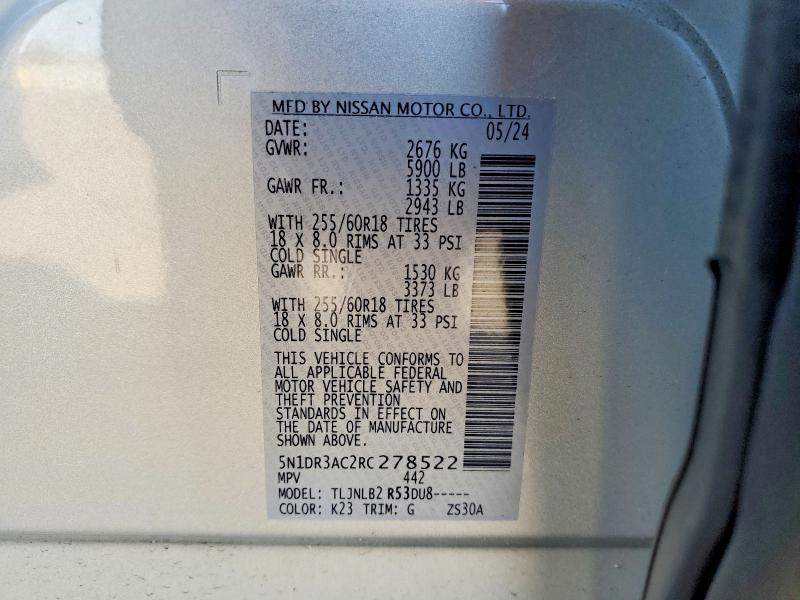 MFD BY NISSAN MOTOR CO., LTD.
DATE: 05/24
GVWR: 2676 KG
5900 LB
GAWR FR.: 1335 KG
2943 LB
WITH 255/60R18 TIRES
18 X 8.0 RIMS AT 33 PSI
COLD SINGLE
GAWR RR.: 1530 KG
3373 LB
WITH 255/60R18 TIRES
18 X 8.0 RIMS AT 33 PSI
COLD SINGLE
THIS VEHICLE CONFORMS TO
ALL APPLICABLE FEDERAL
MOTOR VEHICLE SAFETY AND
THEFT PREVENTION
STANDARDS IN EFFECT ON
THE DATE OF MANUFACTURE
SHOWN ABOVE.
5N1DR3AC2RC278522
MPV 442
MODEL: TLJNLB2 R53DU8-----
COLOR: K23 TRIM: G ZS30A